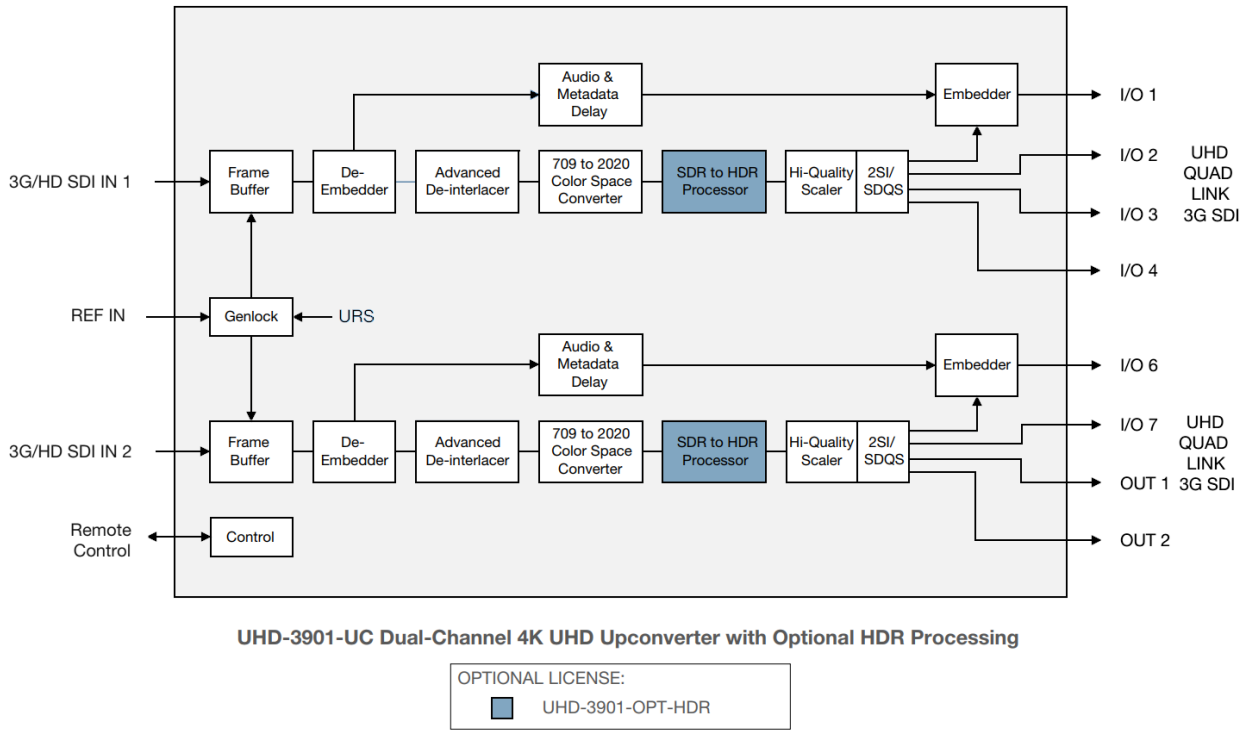 Audio &
Metadata
Delay
Embedder
I/O 1
3G/HD SDI IN 1
Frame
Buffer
De-
Embedder
Advanced
De-interlacer
709 to 2020
Color Space
Converter
SDR to HDR
Processor
Hi-Quality
Scaler
2SI/
SDQS
I/O 2
I/O 3
I/O 4
UHD
QUAD
LINK
3G SDI
REF IN
Genlock
URS
Audio &
Metadata
Delay
Embedder
I/O 6
3G/HD SDI IN 2
Frame
Buffer
De-
Embedder
Advanced
De-interlacer
709 to 2020
Color Space
Converter
SDR to HDR
Processor
Hi-Quality
Scaler
2SI/
SDQS
I/O 7
OUT 1
OUT 2
UHD
QUAD
LINK
3G SDI
Remote
Control
Control
UHD-3901-UC Dual-Channel 4K UHD Upconverter with Optional HDR Processing
OPTIONAL LICENSE:
UHD-3901-OPT-HDR